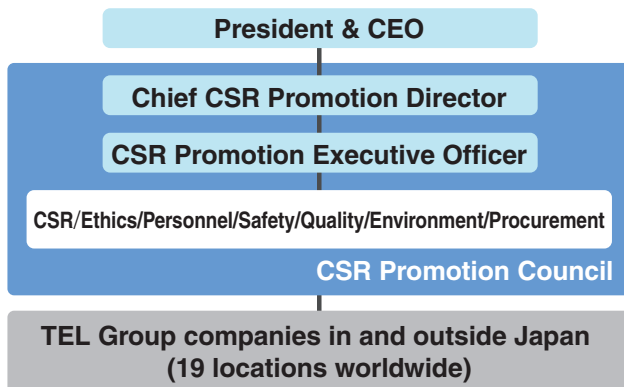 President & CEO
Chief CSR Promotion Director
CSR Promotion Executive Officer
CSR/Ethics/Personnel/Safety/Quality/Environment/Procurement
CSR Promotion Council
TEL Group companies in and outside Japan
(19 locations worldwide)